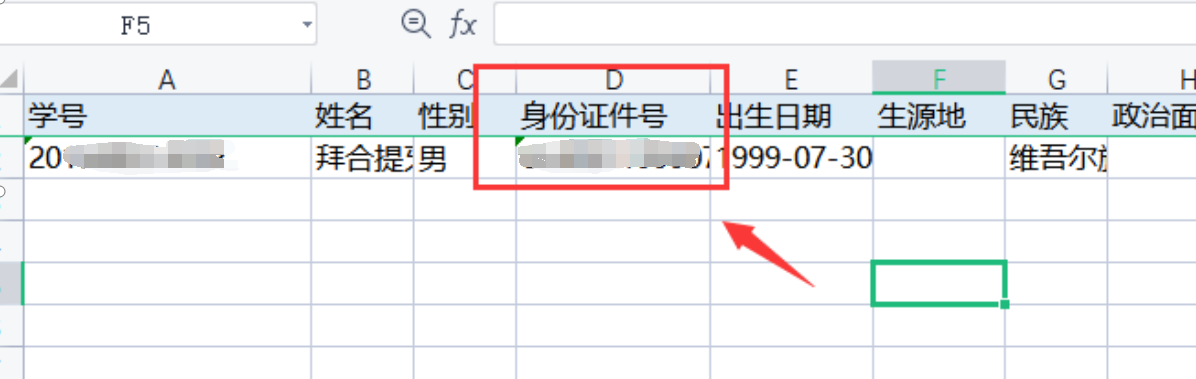 F5 fx
A B C D E F G H
学号 姓名 性别 身份证件号 出生日期 生源地 民族 政治面
201 拜合提 男 1999-07-30 维吾尔